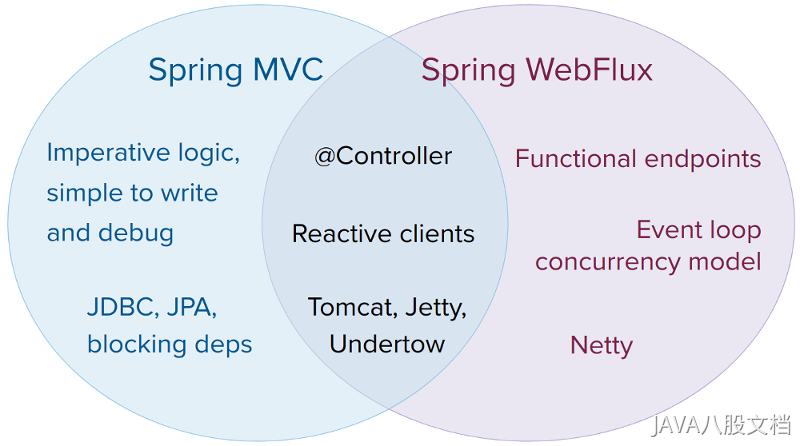 Spring MVC
Spring WebFlux
Imperative logic,
simple to write
and debug
JDBC, JPA,
blocking deps
@Controller
Reactive clients
Tomcat, Jetty,
Undertow
Functional endpoints
Event loop
concurrency model
Netty
JAVA八股文档